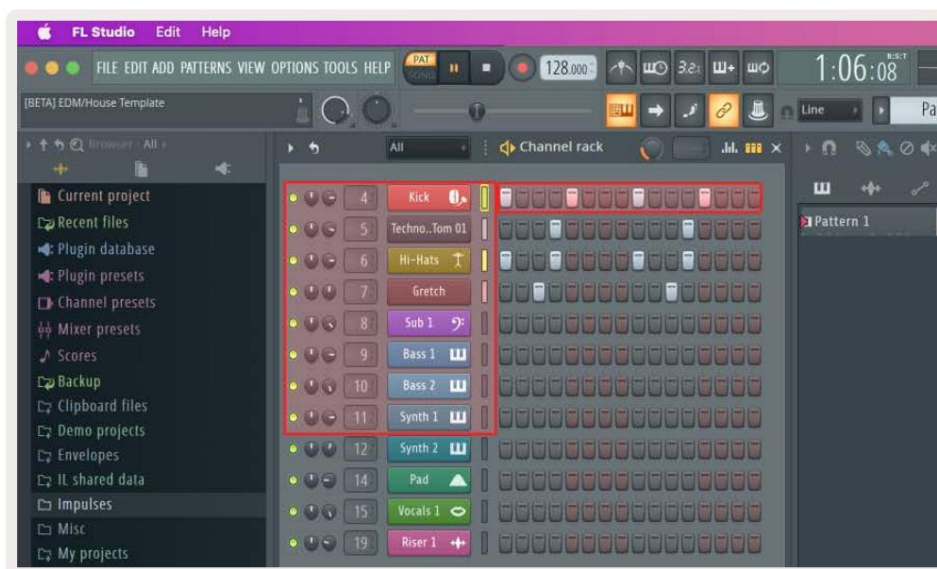 FL Studio Edit Help
FILE EDIT ADD PATTERNS VIEW OPTIONS TOOLS HELP
PAT
SONG
128.000
3.2.1
1:06:08
B:S:T
[BETA] EDM/House Template
Line
Pa
Browser - All
All
Channel rack
Current project
Recent files
Plugin database
Plugin presets
Channel presets
Mixer presets
Scores
Backup
Clipboard files
Demo projects
Envelopes
IL shared data
Impulses
Misc
My projects
4 Kick
5 Techno..Tom 01
6 Hi-Hats
7 Gretch
8 Sub 1
9 Bass 1
10 Bass 2
11 Synth 1
12 Synth 2
14 Pad
15 Vocals 1
19 Riser 1
Pattern 1